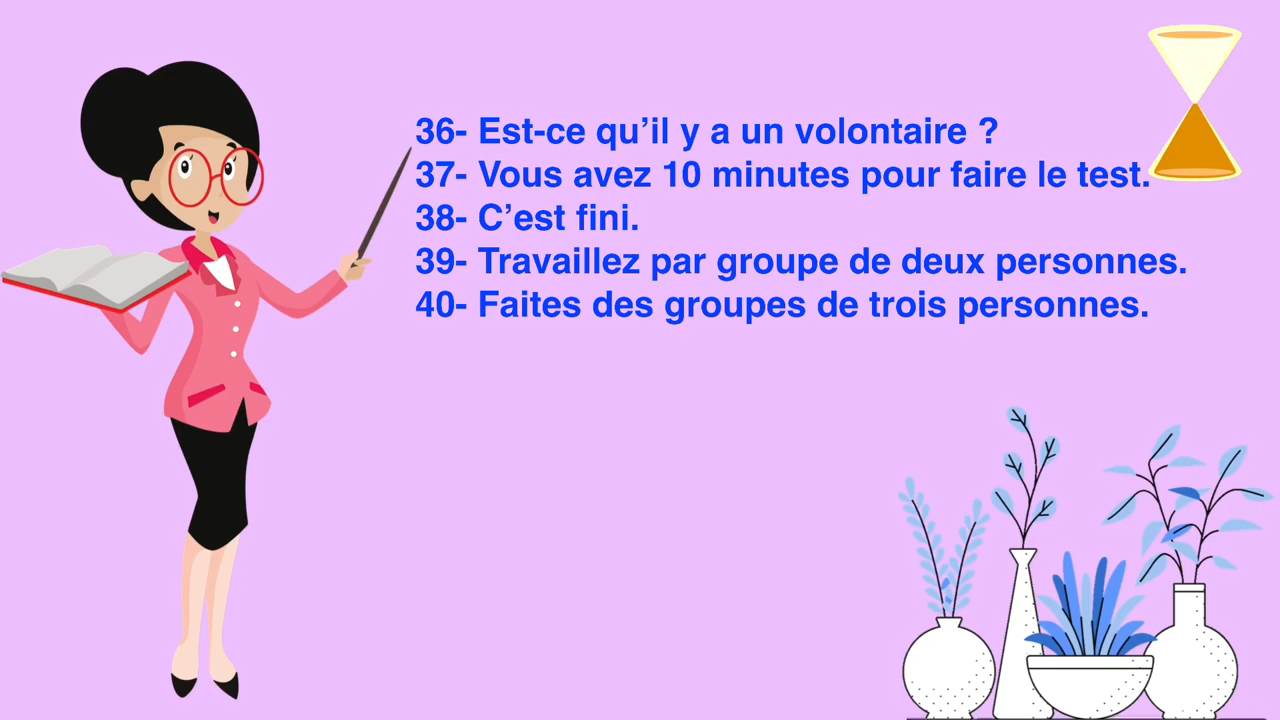 36- Est-ce qu’il y a un volontaire ?
37- Vous avez 10 minutes pour faire le test.
38- C’est fini.
39- Travaillez par groupe de deux personnes.
40- Faites des groupes de trois personnes.